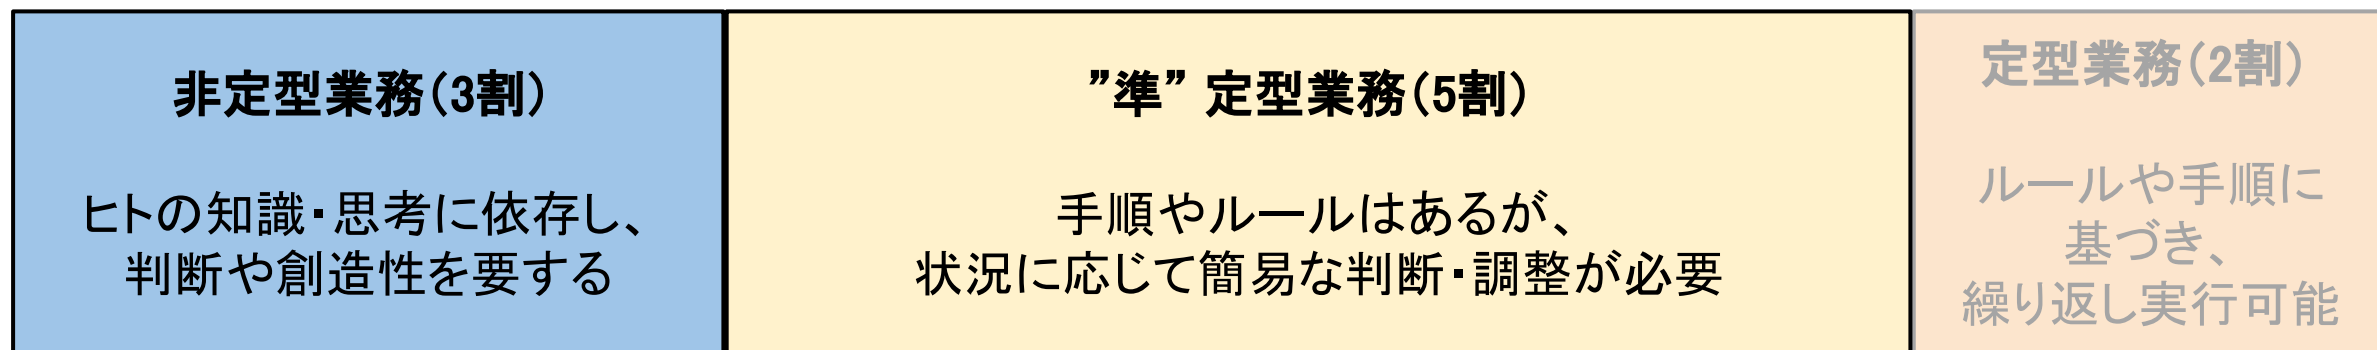 非定型業務(3割)
ヒトの知識・思考に依存し、
判断や創造性を要する
”準” 定型業務(5割)
手順やルールはあるが、
状況に応じて簡易な判断・調整が必要
定型業務(2割)
ルールや手順に
基づき、
繰り返し実行可能